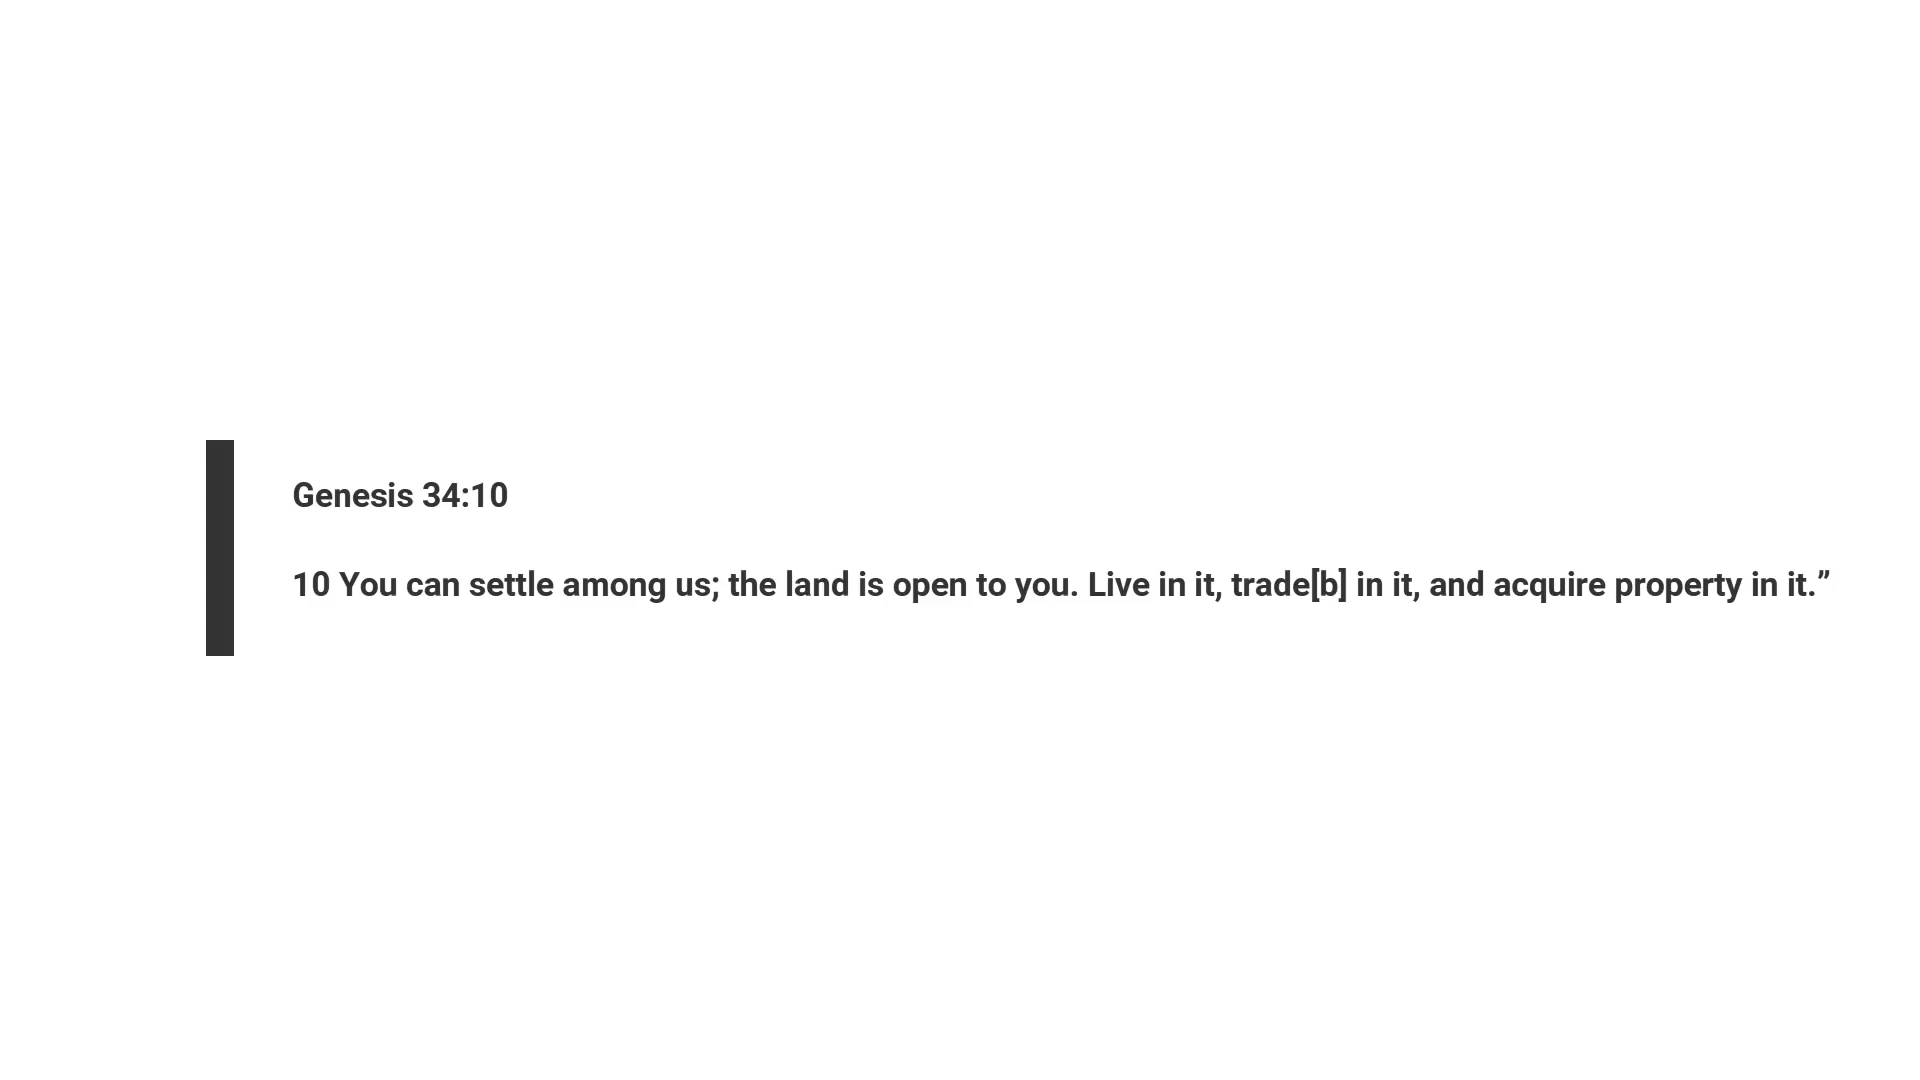 Genesis 34:10
10 You can settle among us; the land is open to you. Live in it, trade[b] in it, and acquire property in it.”